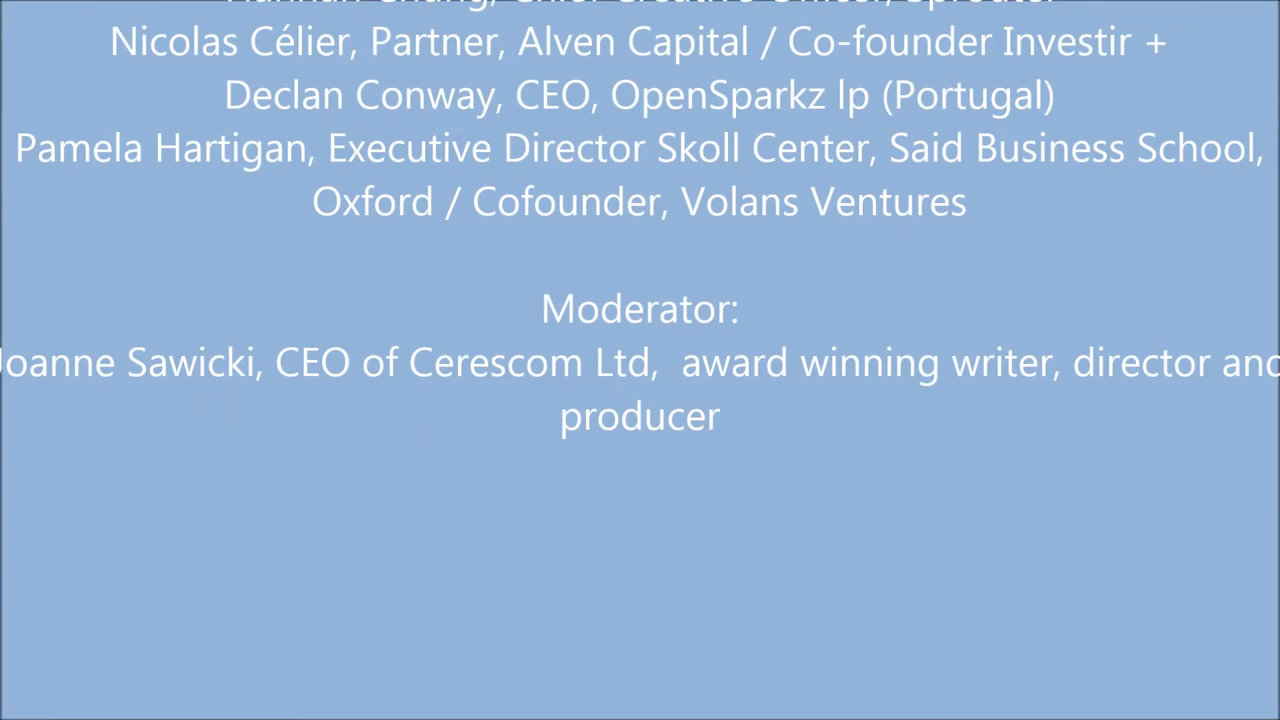 Nicolas Célier, Partner, Alven Capital / Co-founder Investir +
Declan Conway, CEO, OpenSparkz lp (Portugal)
Pamela Hartigan, Executive Director Skoll Center, Said Business School,
Oxford / Cofounder, Volans Ventures
Moderator:
Joanne Sawicki, CEO of Cerescom Ltd,  award winning writer, director and
producer